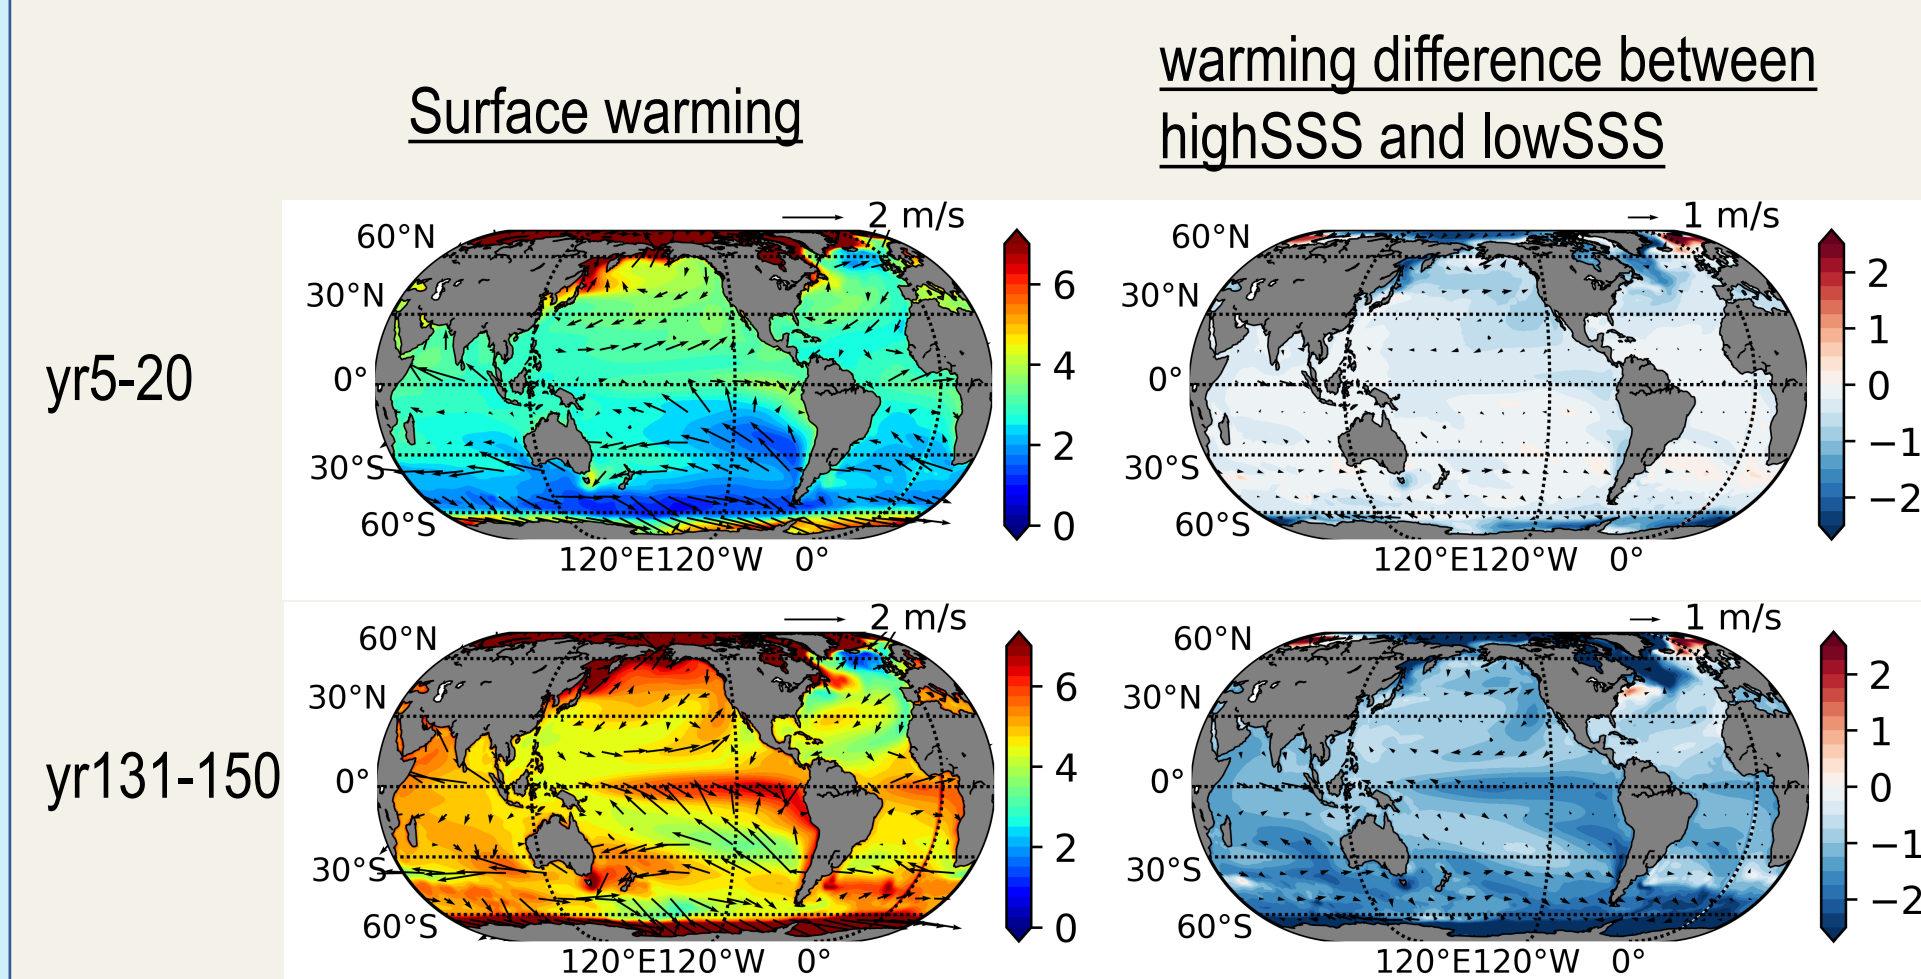 Surface warming
warming difference between
highSSS and lowSSS
yr5-20
2 m/s
60°N
30°N
0°
30°S
60°S
120°E120°W 0°
6
4
2
0
1 m/s
60°N
30°N
0°
30°S
60°S
120°E120°W 0°
2
1
0
−1
−2
yr131-150
2 m/s
60°N
30°N
0°
30°S
60°S
120°E120°W 0°
6
4
2
0
1 m/s
60°N
30°N
0°
30°S
60°S
120°E120°W 0°
2
1
0
−1
−2